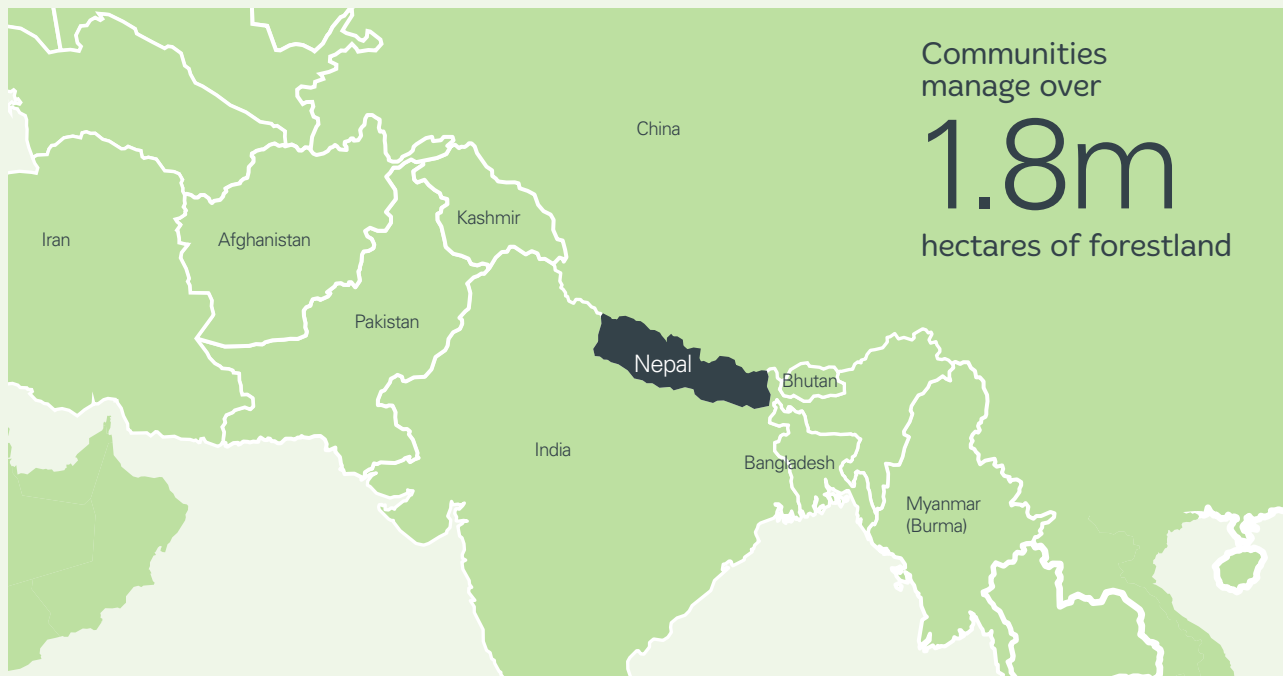 Communities
manage over
1.8m
hectares of forestland
China
Kashmir
Iran
Afghanistan
Pakistan
Nepal
Bhutan
India
Bangladesh
Myanmar
(Burma)